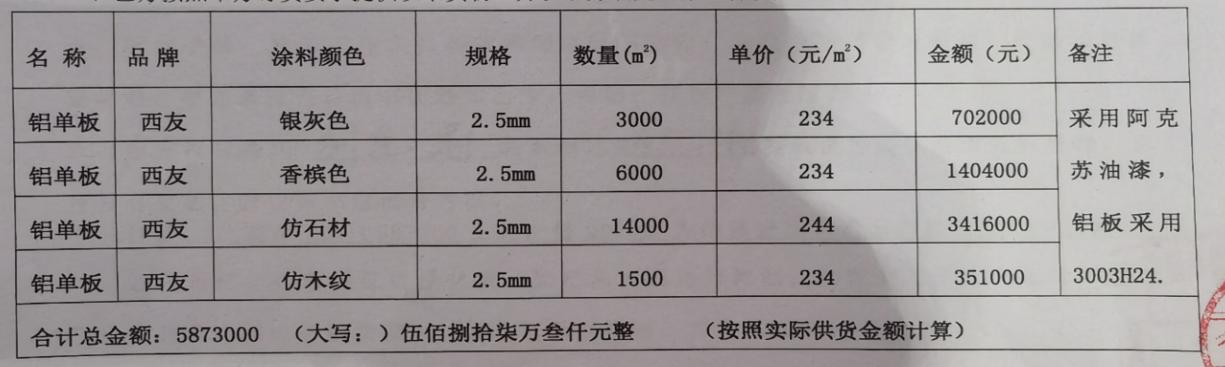 名 称 品 牌 涂料颜色 规格 数量(㎡) 单价（元/㎡） 金额（元） 备注
铝单板 西友 银灰色 2.5mm 3000 234 702000 采用阿克
铝单板 西友 香槟色 2.5mm 6000 234 1404000 苏油漆，
铝单板 西友 仿石材 2.5mm 14000 244 3416000 铝板采用
铝单板 西友 仿木纹 2.5mm 1500 234 351000 3003H24.
合计总金额：5873000 （大写：）伍佰捌拾柒万叁仟元整 （按照实际供货金额计算）